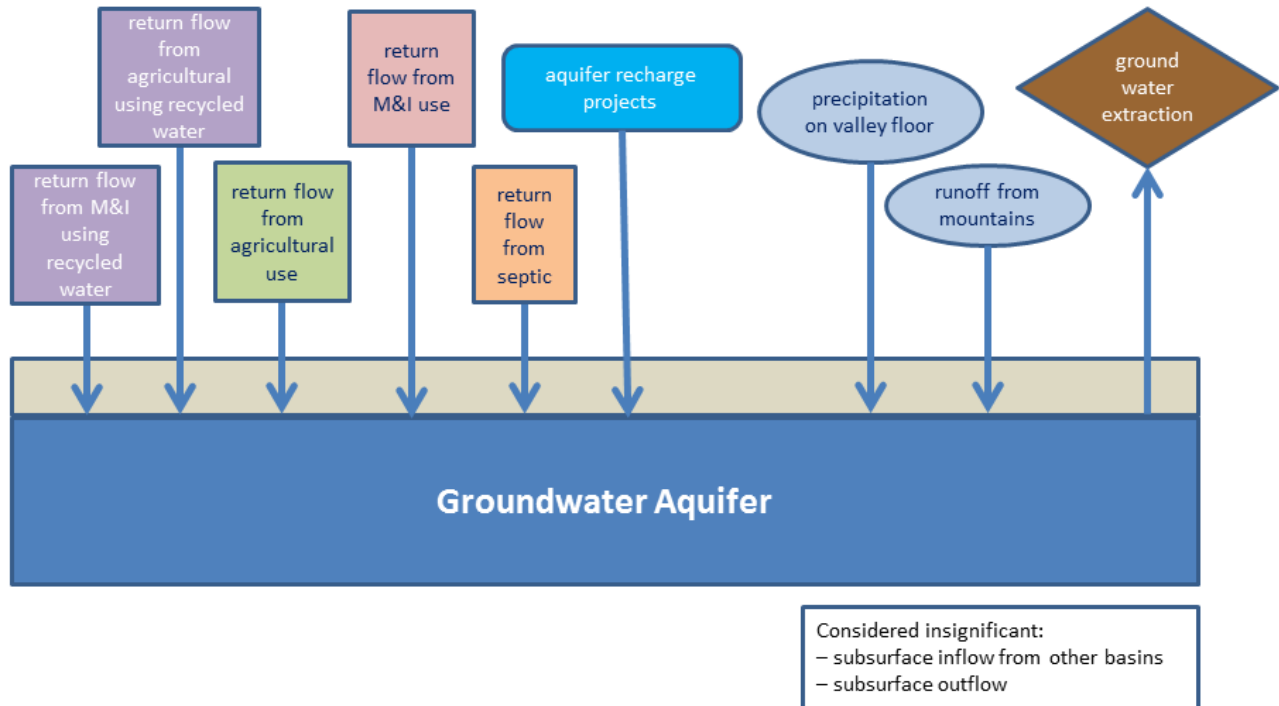 return flow
from
agricultural
using recycled
water
return flow
from M&I
using
recycled
water
return flow
from
agricultural
use
return
flow from
M&I use
return
flow
from
septic
aquifer recharge
projects
precipitation
on valley floor
runoff from
mountains
ground
water
extraction
Groundwater Aquifer
Considered insignificant:
– subsurface inflow from other basins
– subsurface outflow